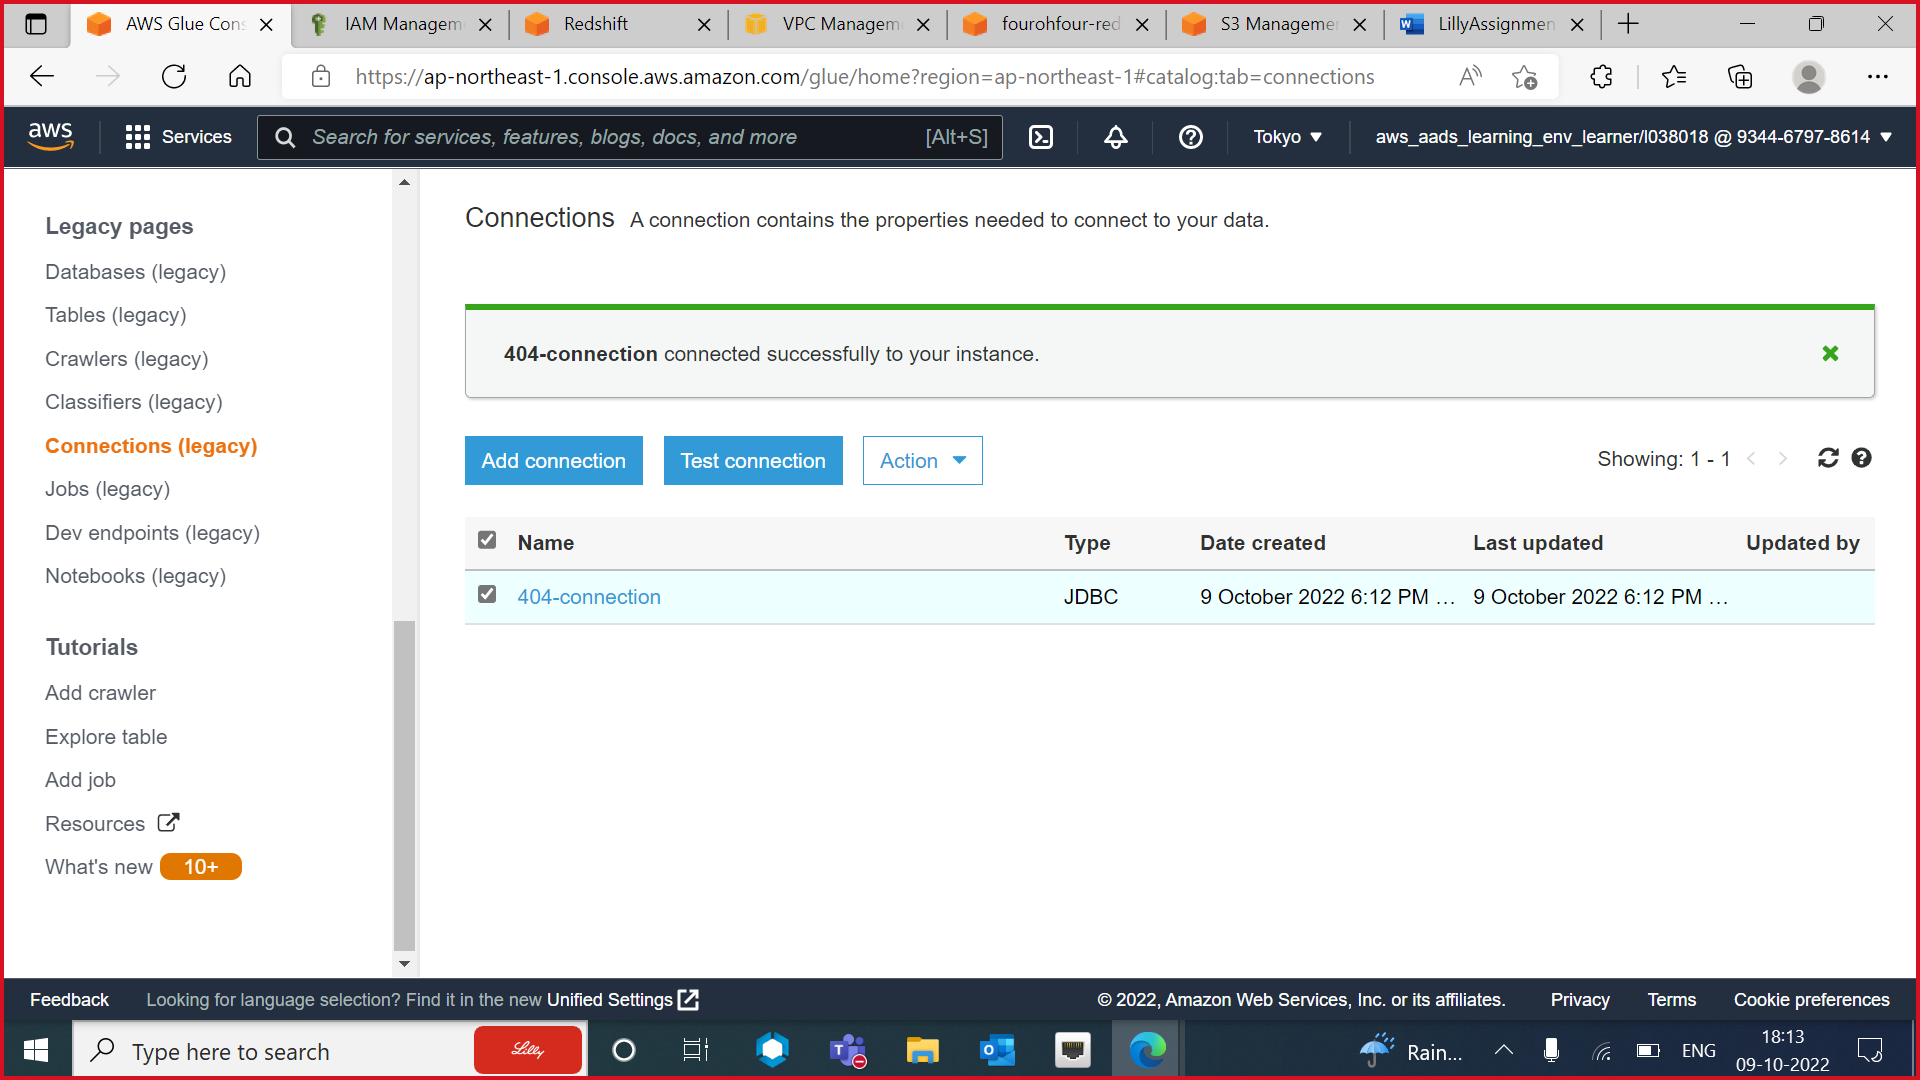 AWS Glue Cons
IAM Managem
Redshift
VPC Managem
fourohfour-red
S3 Managemen
LillyAssignmen
https://ap-northeast-1.console.aws.amazon.com/glue/home?region=ap-northeast-1#catalog:tab=connections
aws
Services
Search for services, features, blogs, docs, and more
[Alt+S]
Tokyo
aws_aads_learning_env_learner/l038018 @ 9344-6797-8614
Legacy pages
Databases (legacy)
Tables (legacy)
Crawlers (legacy)
Classifiers (legacy)
Connections (legacy)
Jobs (legacy)
Dev endpoints (legacy)
Notebooks (legacy)
Tutorials
Add crawler
Explore table
Add job
Resources
What's new 10+
Connections A connection contains the properties needed to connect to your data.
404-connection connected successfully to your instance.
Add connection
Test connection
Action
Showing: 1 - 1
Name Type Date created Last updated Updated by
404-connection JDBC 9 October 2022 6:12 PM … 9 October 2022 6:12 PM …
Feedback
Looking for language selection? Find it in the new Unified Settings
© 2022, Amazon Web Services, Inc. or its affiliates.
Privacy
Terms
Cookie preferences
Type here to search
Lilly
Rain...
ENG
18:13
09-10-2022